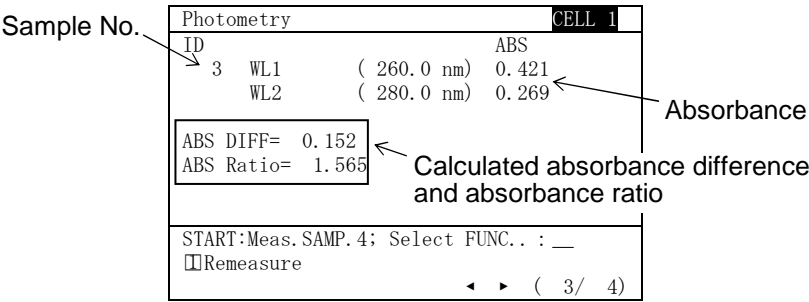 Photometry CELL 1
Sample No.
ID ABS
3 WL1 ( 260.0 nm) 0.421
WL2 ( 280.0 nm) 0.269
Absorbance
ABS DIFF= 0.152
ABS Ratio= 1.565
Calculated absorbance difference
and absorbance ratio
START:Meas.SAMP.4; Select FUNC.. : __
1 Remeasure
◂ ▸ ( 3/ 4)